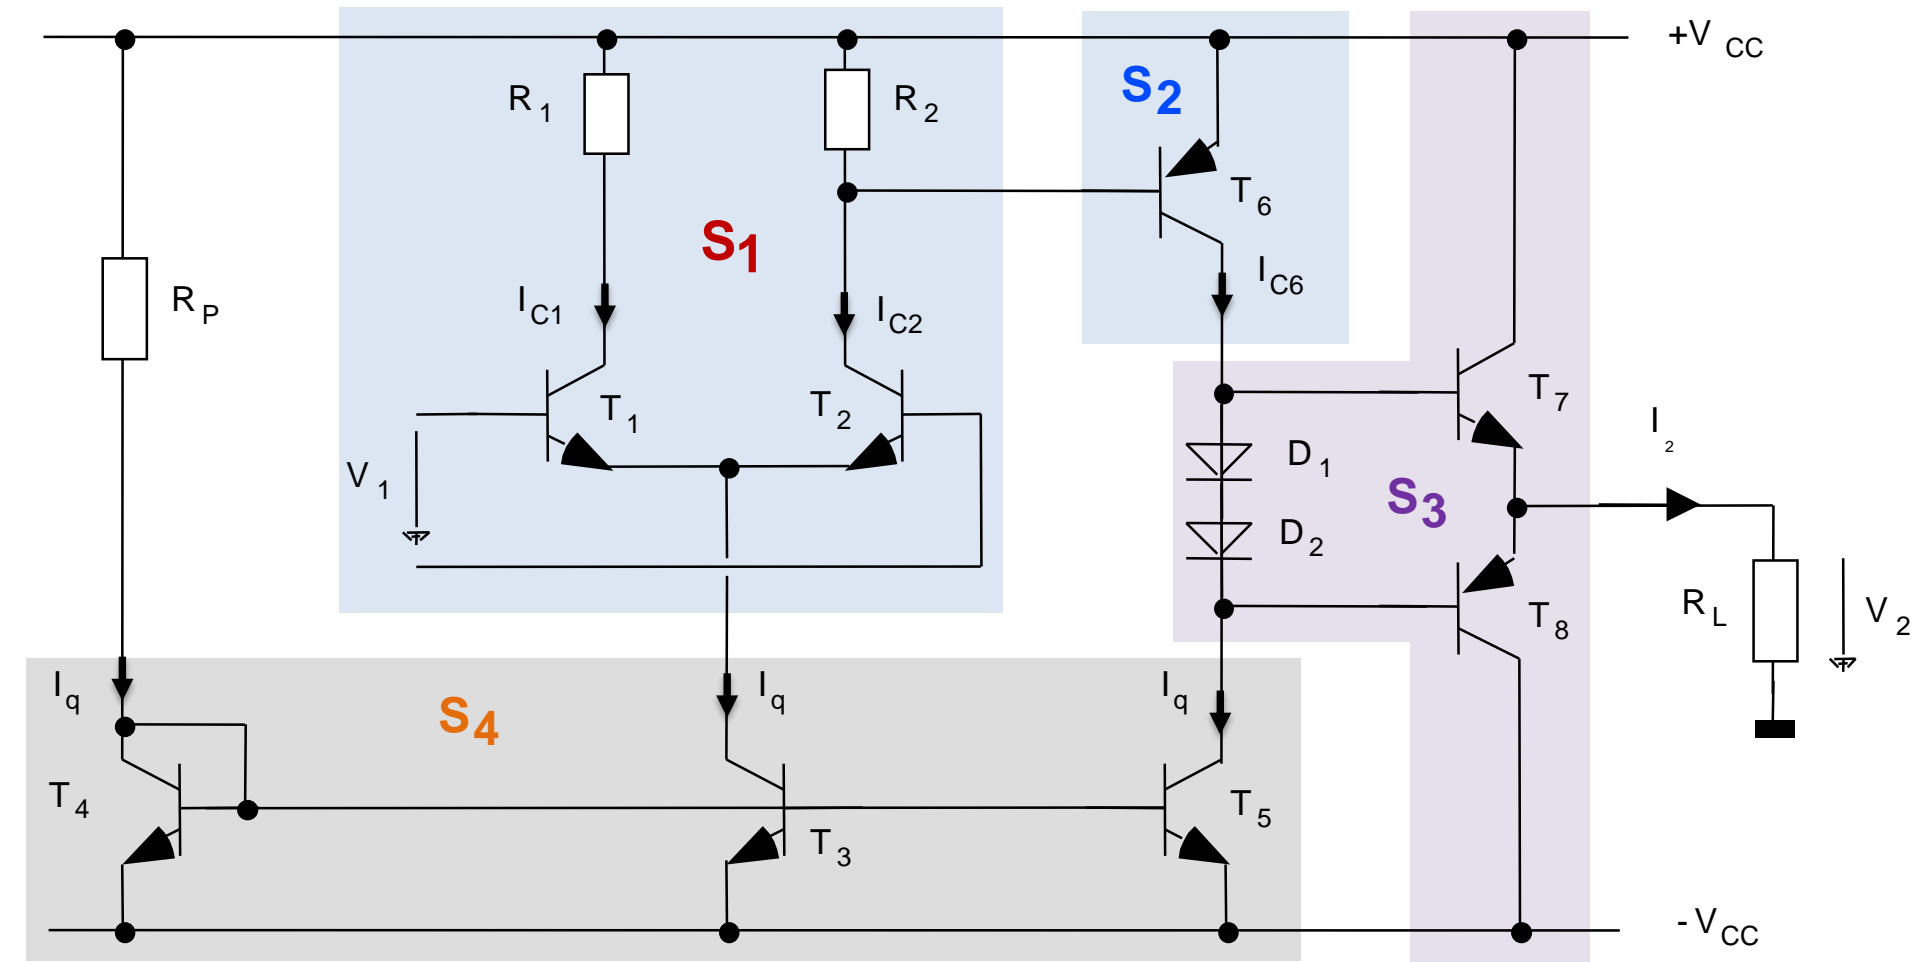 +V CC
S2
R 1
R 2
T 6
S1
I C6
R P
I C1
I C2
T 1
T 2
T 7
I 2
V 1
D 1
S3
D 2
R L
V 2
T 8
I q
I q
I q
S4
T 4
T 3
T 5
- V CC